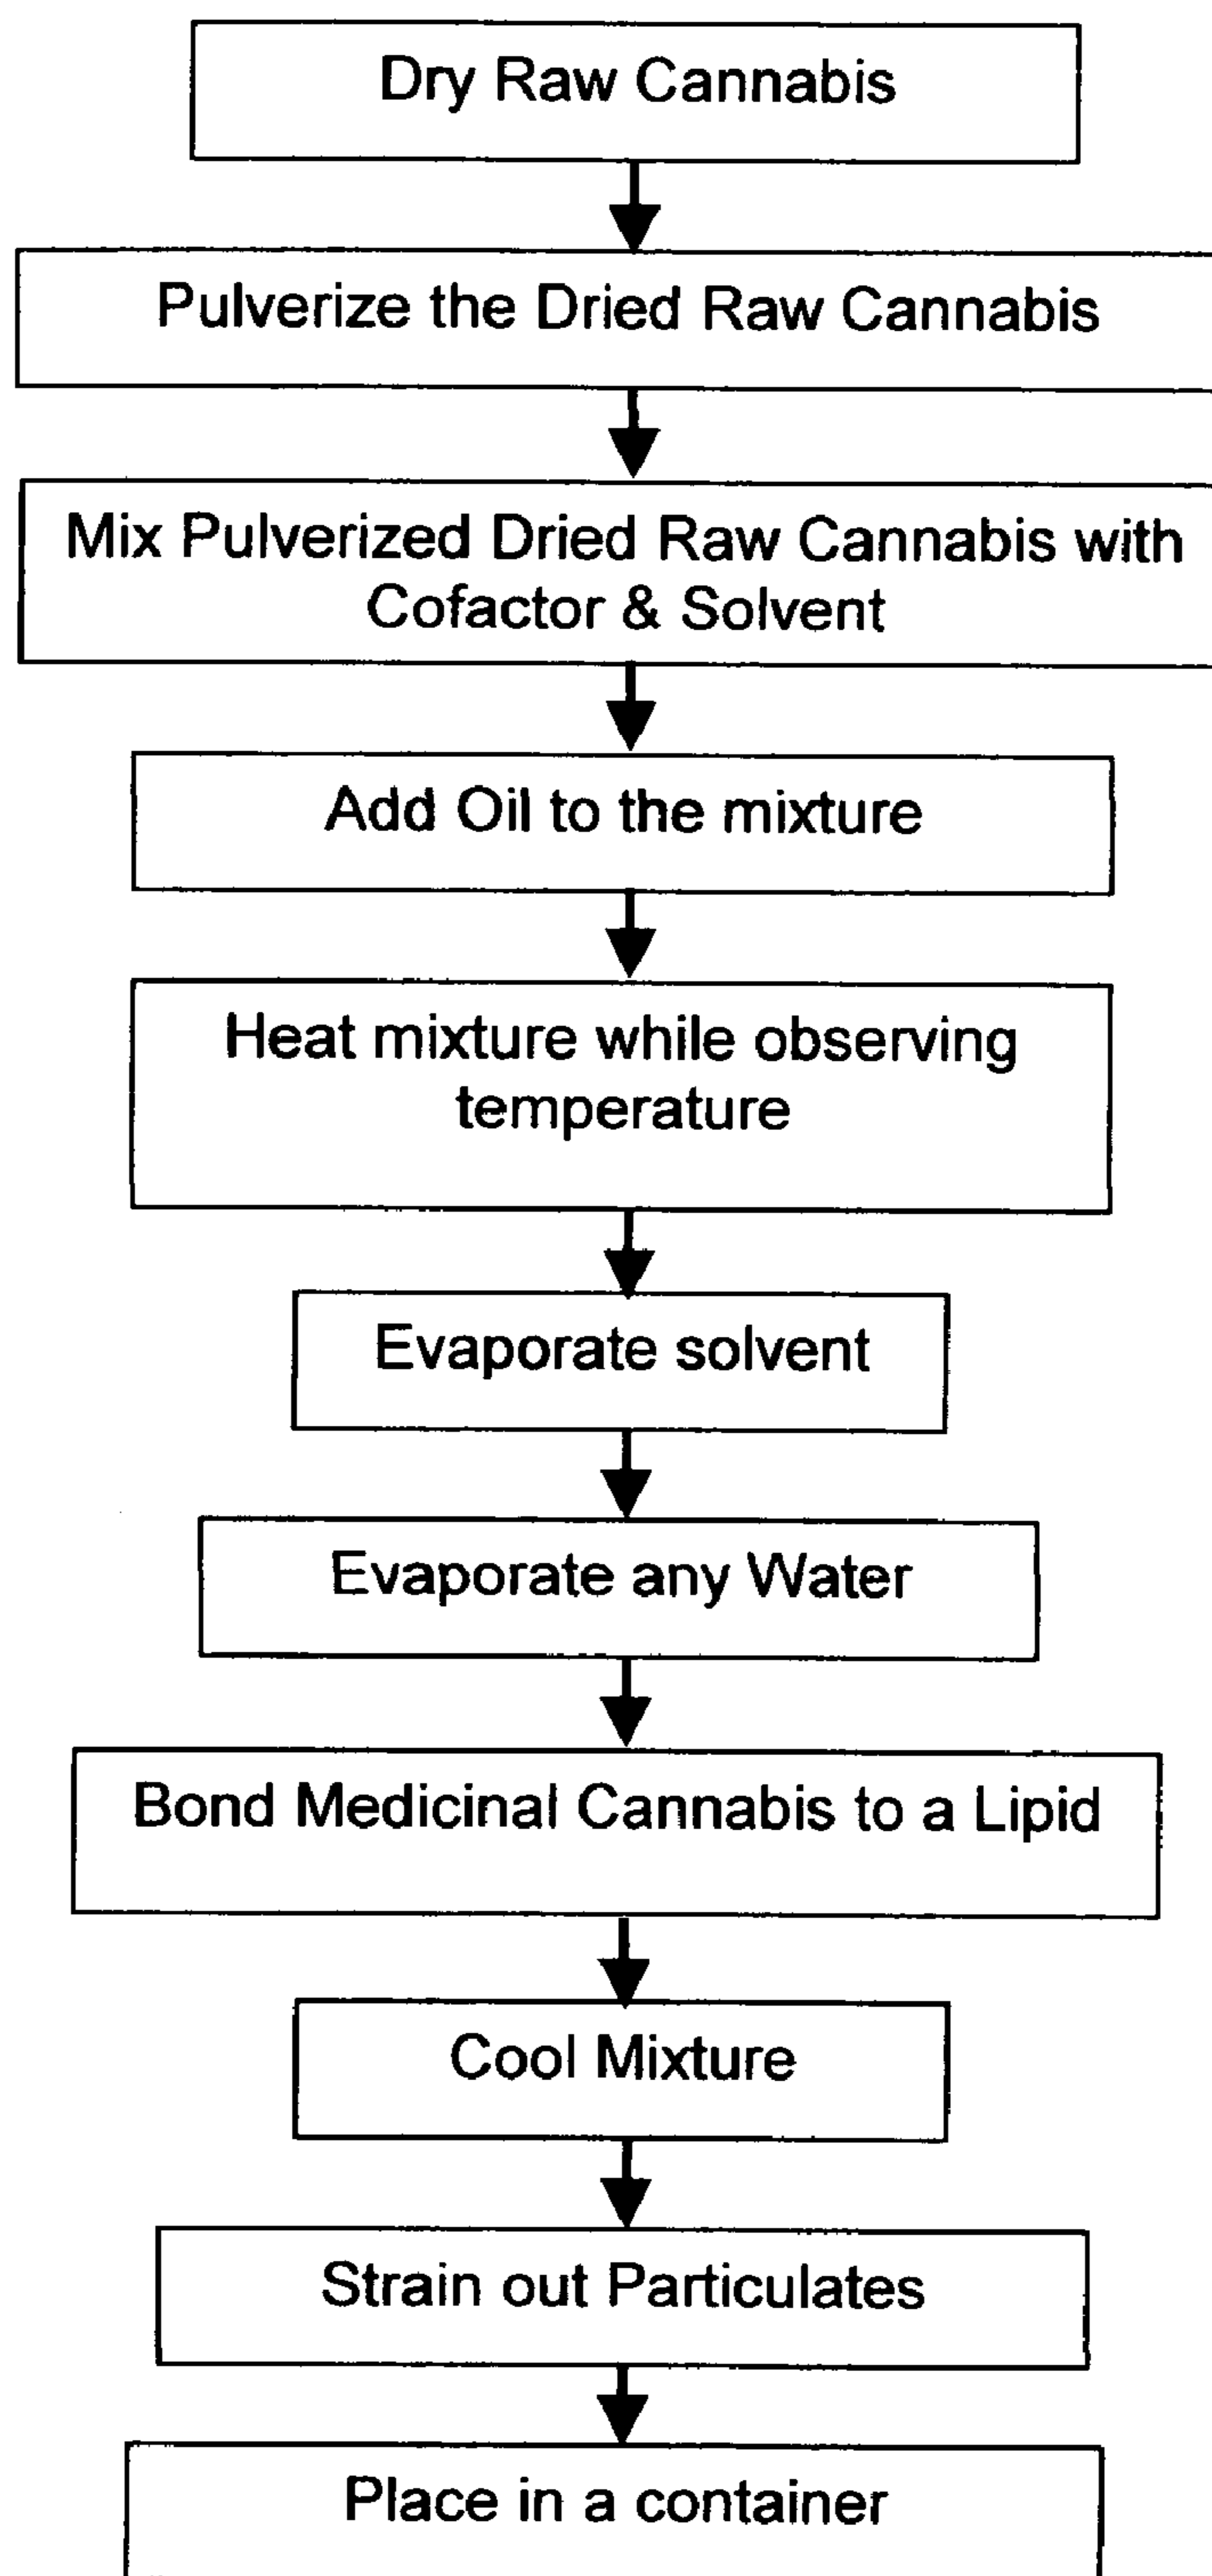 Dry Raw Cannabis
Pulverize the Dried Raw Cannabis
Mix Pulverized Dried Raw Cannabis with
Cofactor & Solvent
Add Oil to the mixture
Heat mixture while observing
temperature
Evaporate solvent
Evaporate any Water
Bond Medicinal Cannabis to a Lipid
Cool Mixture
Strain out Particulates
Place in a container